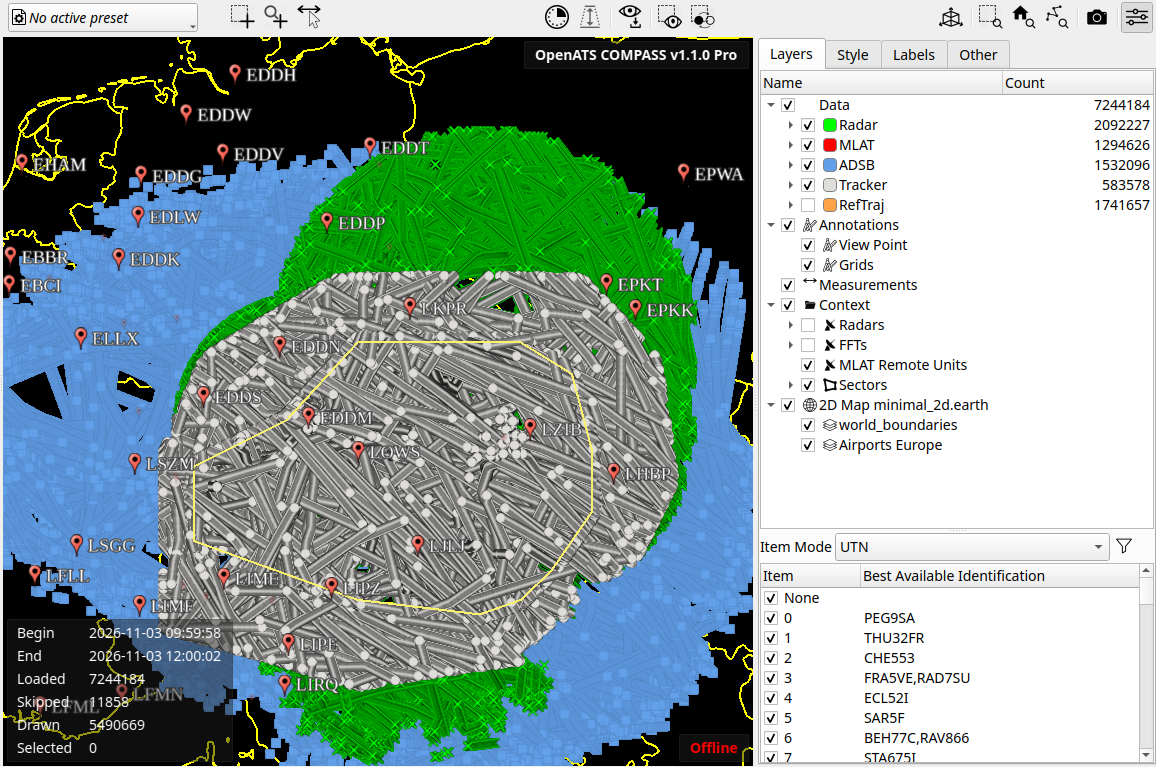 No active preset
OpenATS COMPASS v1.1.0 Pro
EDDH
EDDW
EDDT
EDDV
EHAM
EDDG
EPWA
EDLW
EDDP
EBBR
EDDK
EBCI
EPKT
LKPR
EPKK
ELLX
EDDN
EDDS
EDDM
LZIB
LOWS
LSZM
LHBP
LSGG
LJLJ
LFLL
LIME
LIPZ
LIMF
LIPE
LIRQ
LFMN
LFML
Begin 2026-11-03 09:59:58
End 2026-11-03 12:00:02
Loaded 7244184
Skipped 11858
Drawn 5490669
Selected 0
Offline
Layers Style Labels Other
Name Count
Data 7244184
Radar 2092227
MLAT 1294626
ADSB 1532096
Tracker 583578
RefTraj 1741657
Annotations
View Point
Grids
Measurements
Context
Radars
FFTs
MLAT Remote Units
Sectors
2D Map minimal_2d.earth
world_boundaries
Airports Europe
Item Mode UTN
Item Best Available Identification
None
0 PEG9SA
1 THU32FR
2 CHE553
3 FRA5VE,RAD7SU
4 ECL52I
5 SAR5F
6 BEH77C,RAV866
7 STA675I